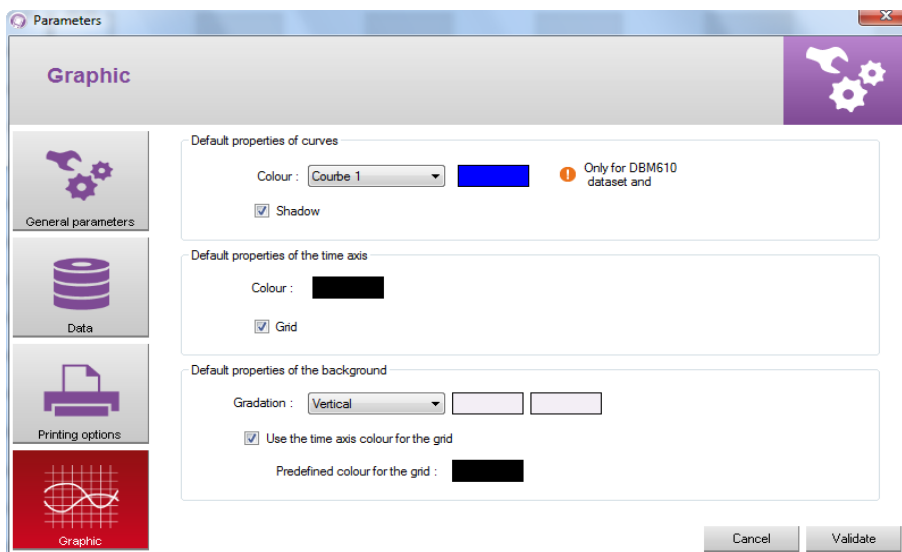 Parameters
Graphic
General parameters
Data
Printing options
Graphic
Default properties of curves
Colour : Courbe 1
Only for DBM610
dataset and
Shadow
Default properties of the time axis
Colour :
Grid
Default properties of the background
Gradation : Vertical
Use the time axis colour for the grid
Predefined colour for the grid :
Cancel Validate